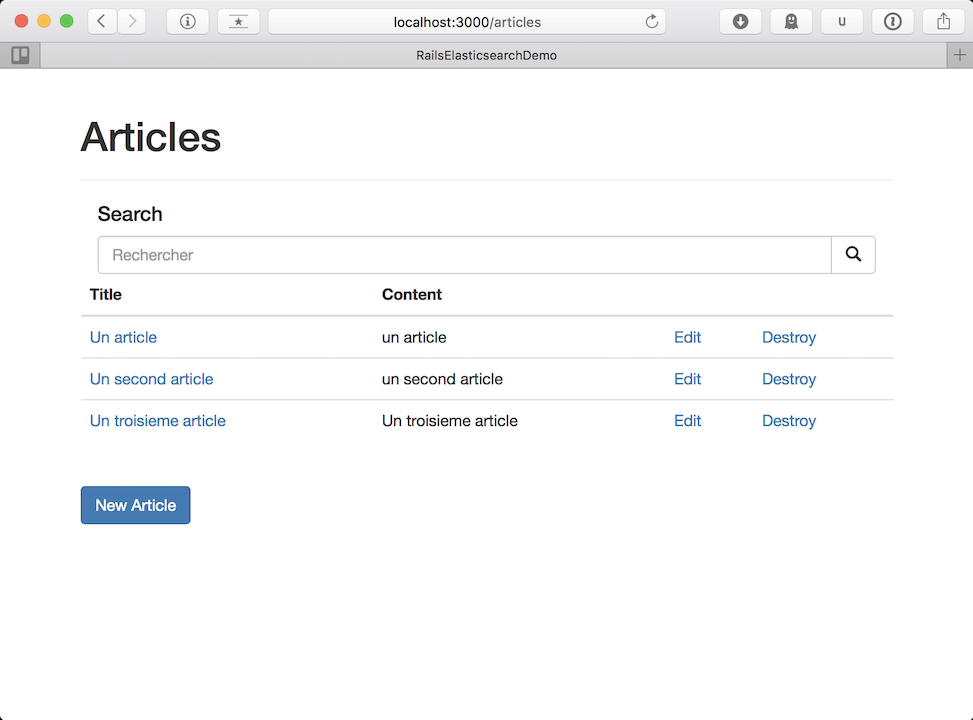 localhost:3000/articles
u
RailsElasticsearchDemo
Articles
Search
Rechercher
Title Content
Un article un article Edit Destroy
Un second article un second article Edit Destroy
Un troisieme article Un troisieme article Edit Destroy
New Article